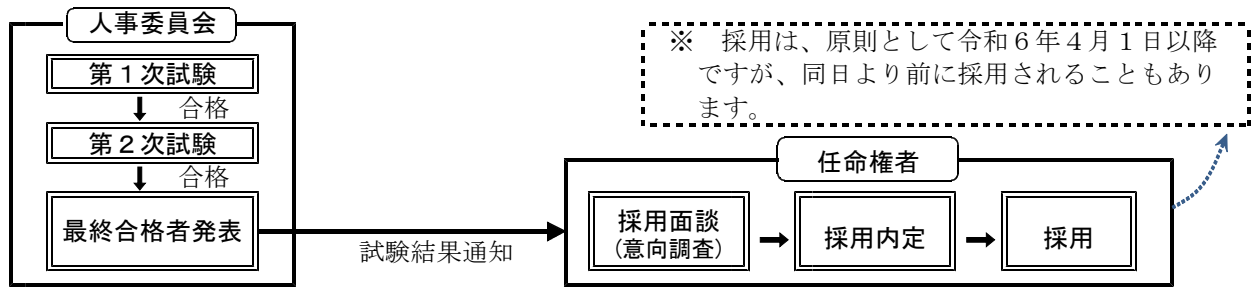 人事委員会
第１次試験
合格
第２次試験
合格
最終合格者発表
試験結果通知
※　採用は、原則として令和６年４月１日以降
ですが、同日より前に採用されることもあり
ます。
任命権者
採用面談
(意向調査)
採用内定
採用